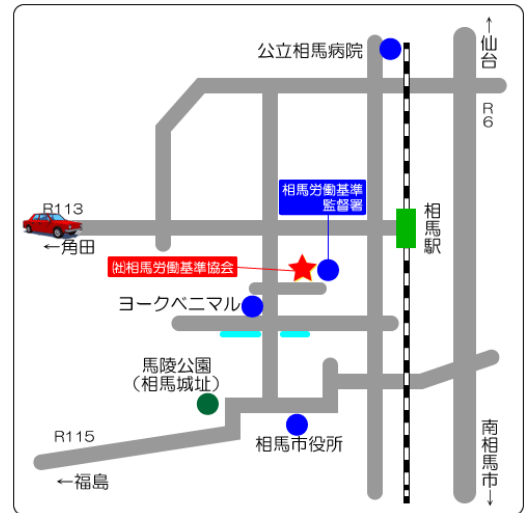 公立相馬病院
↑
仙台
R6
相馬労働基準
監督署
R113
←角田
相馬駅
㈳相馬労働基準協会
ヨークベニマル
馬陵公園
(相馬城址)
R115
相馬市役所
←福島
南相馬市
↓